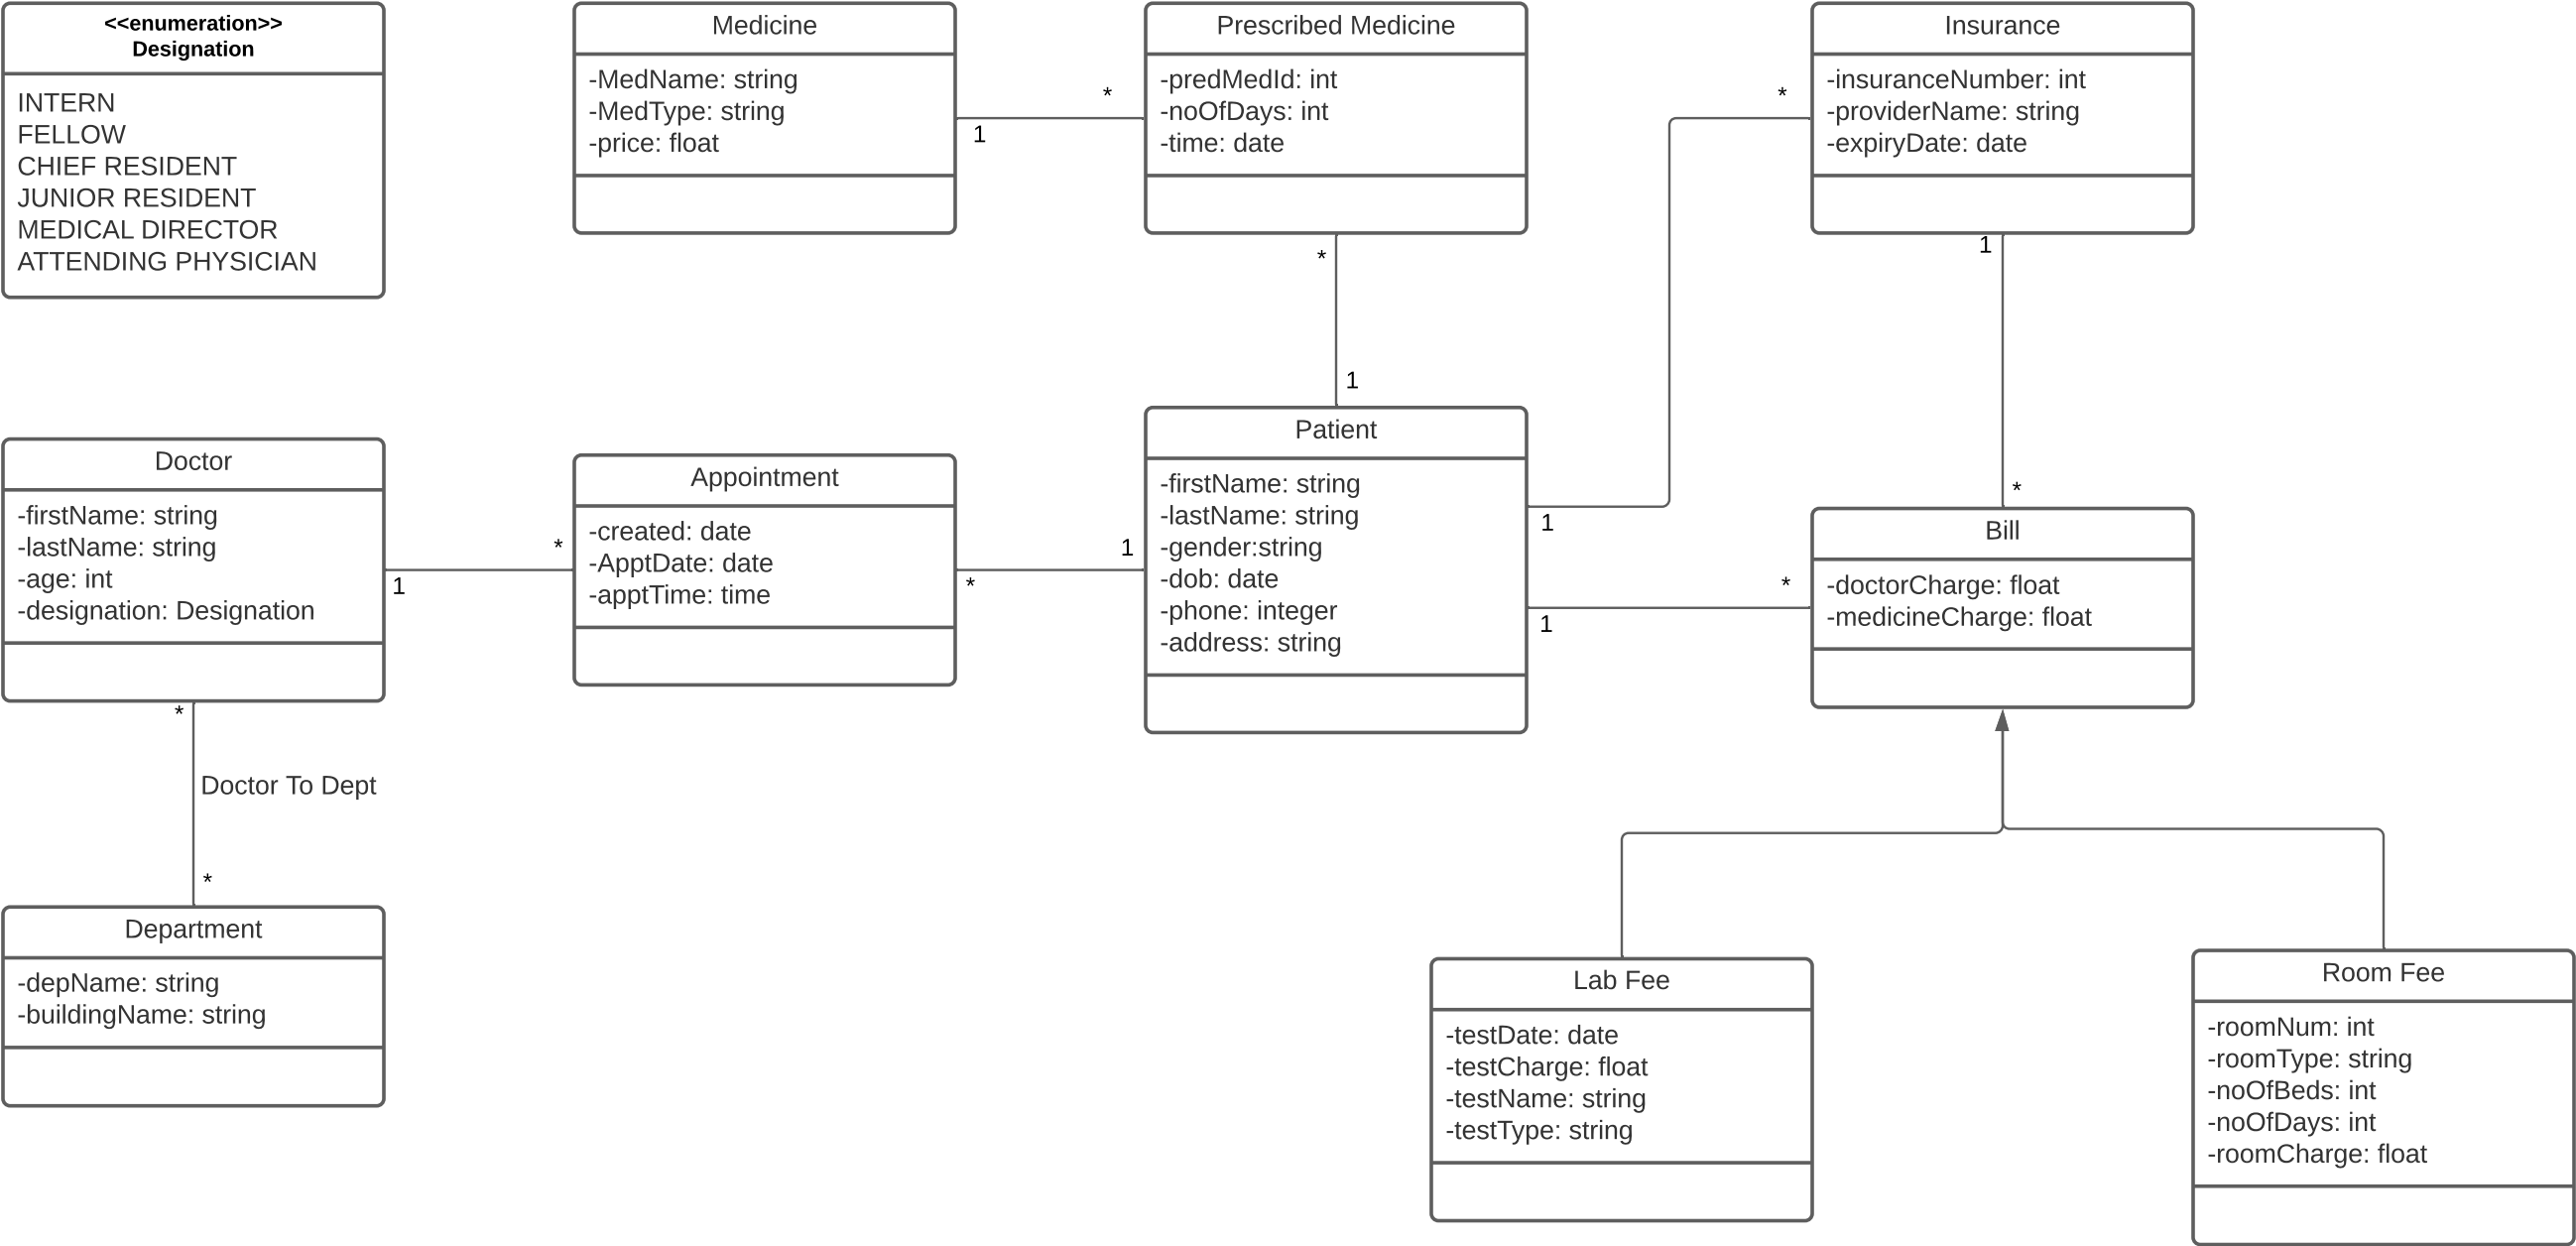 <<enumeration>>
Designation
INTERN
FELLOW
CHIEF RESIDENT
JUNIOR RESIDENT
MEDICAL DIRECTOR
ATTENDING PHYSICIAN
Medicine
-MedName: string
-MedType: string
-price: float
1
*
Prescribed Medicine
-predMedId: int
-noOfDays: int
-time: date
*
1
Insurance
-insuranceNumber: int
-providerName: string
-expiryDate: date
*
1
1
*
Doctor
-firstName: string
-lastName: string
-age: int
-designation: Designation
1
*
Appointment
-created: date
-ApptDate: date
-apptTime: time
*
1
Patient
-firstName: string
-lastName: string
-gender:string
-dob: date
-phone: integer
-address: string
1
*
Bill
-doctorCharge: float
-medicineCharge: float
*
Doctor To Dept
*
Department
-depName: string
-buildingName: string
Lab Fee
-testDate: date
-testCharge: float
-testName: string
-testType: string
Room Fee
-roomNum: int
-roomType: string
-noOfBeds: int
-noOfDays: int
-roomCharge: float